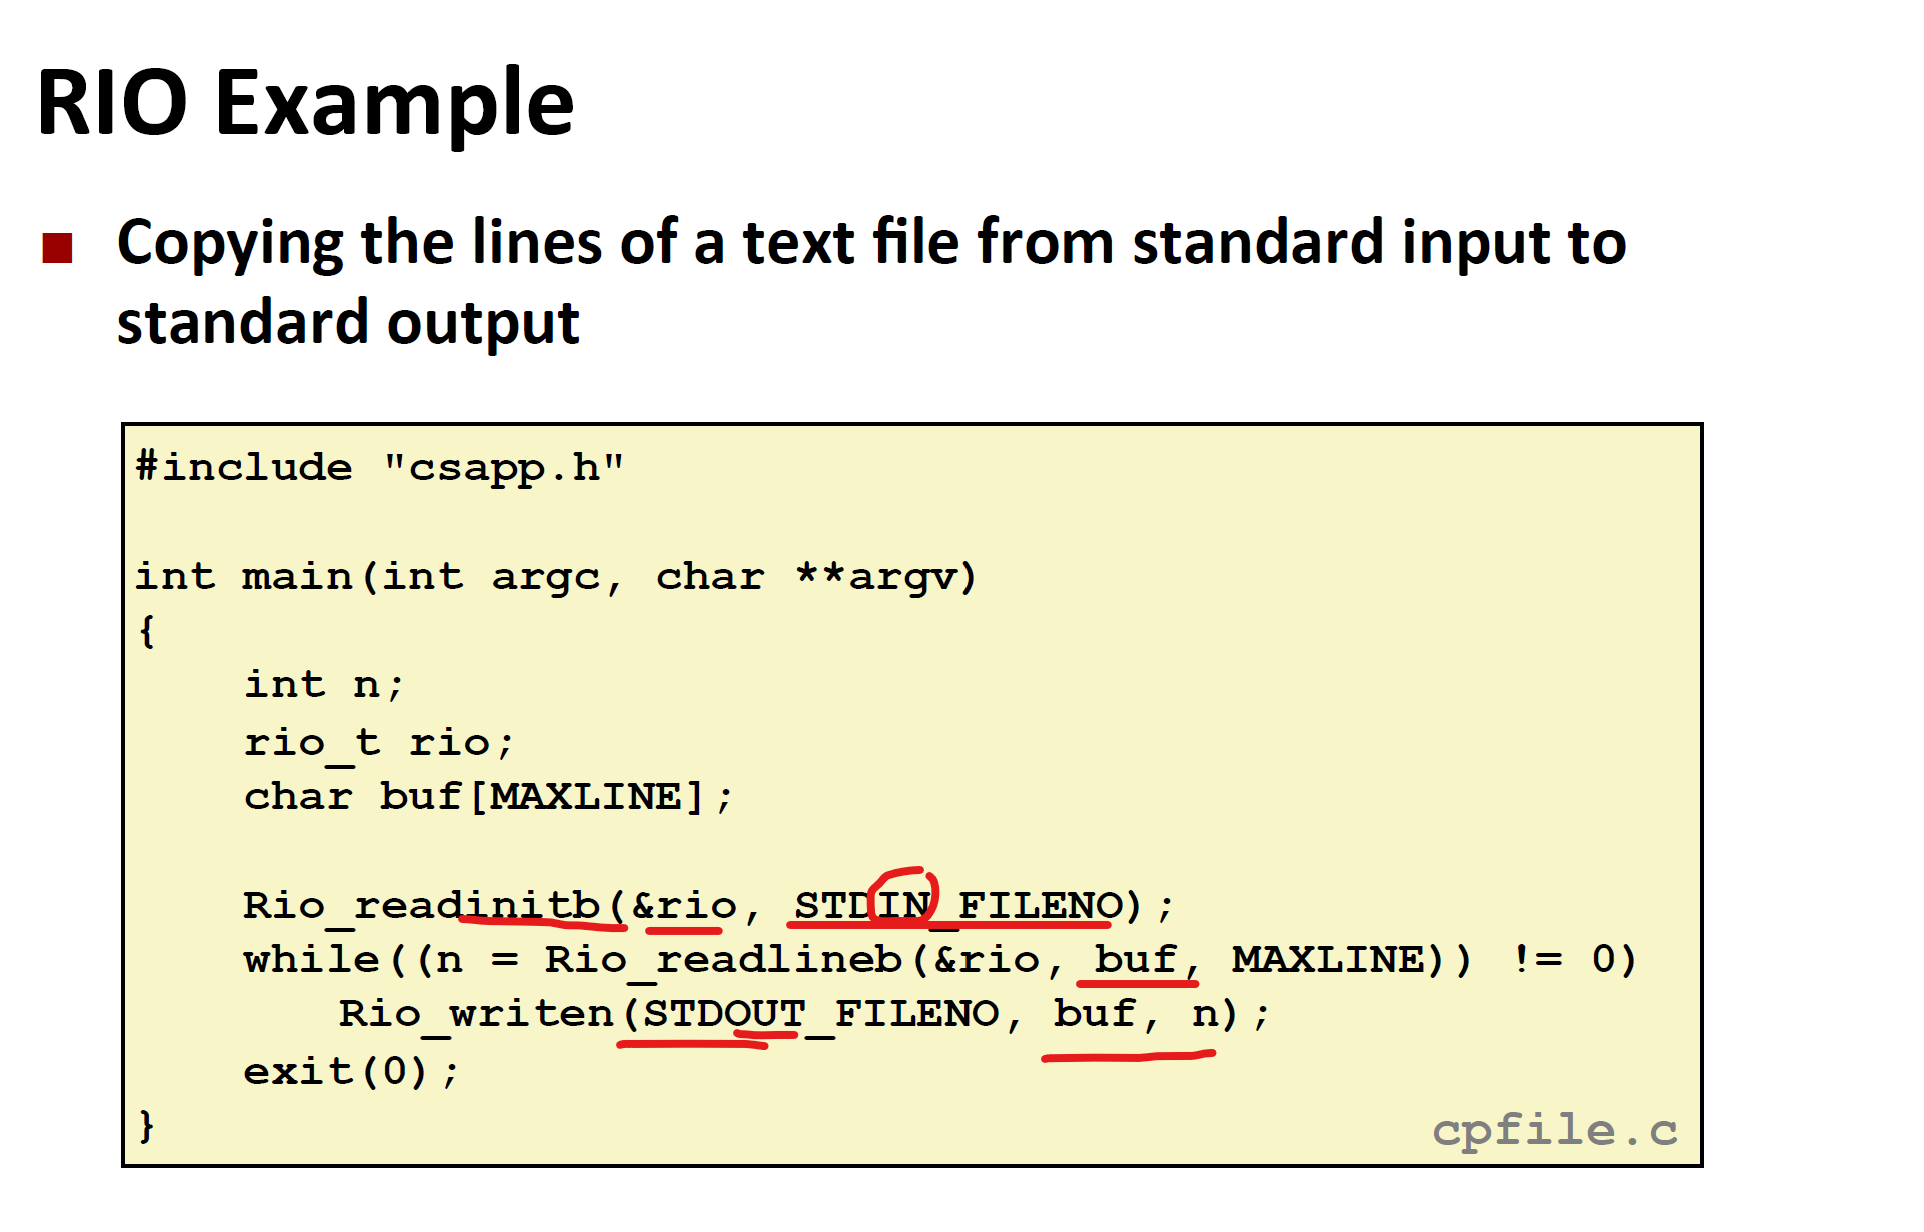 RIO Example
Copying the lines of a text file from standard input to
standard output
#include "csapp.h"
int main(int argc, char **argv)
{
int n;
rio_t rio;
char buf[MAXLINE];
Rio_readinitb(&rio, STDIN_FILENO);
while((n = Rio_readlineb(&rio, buf, MAXLINE)) != 0)
Rio_writen(STDOUT_FILENO, buf, n);
exit(0);
}
cpfile.c